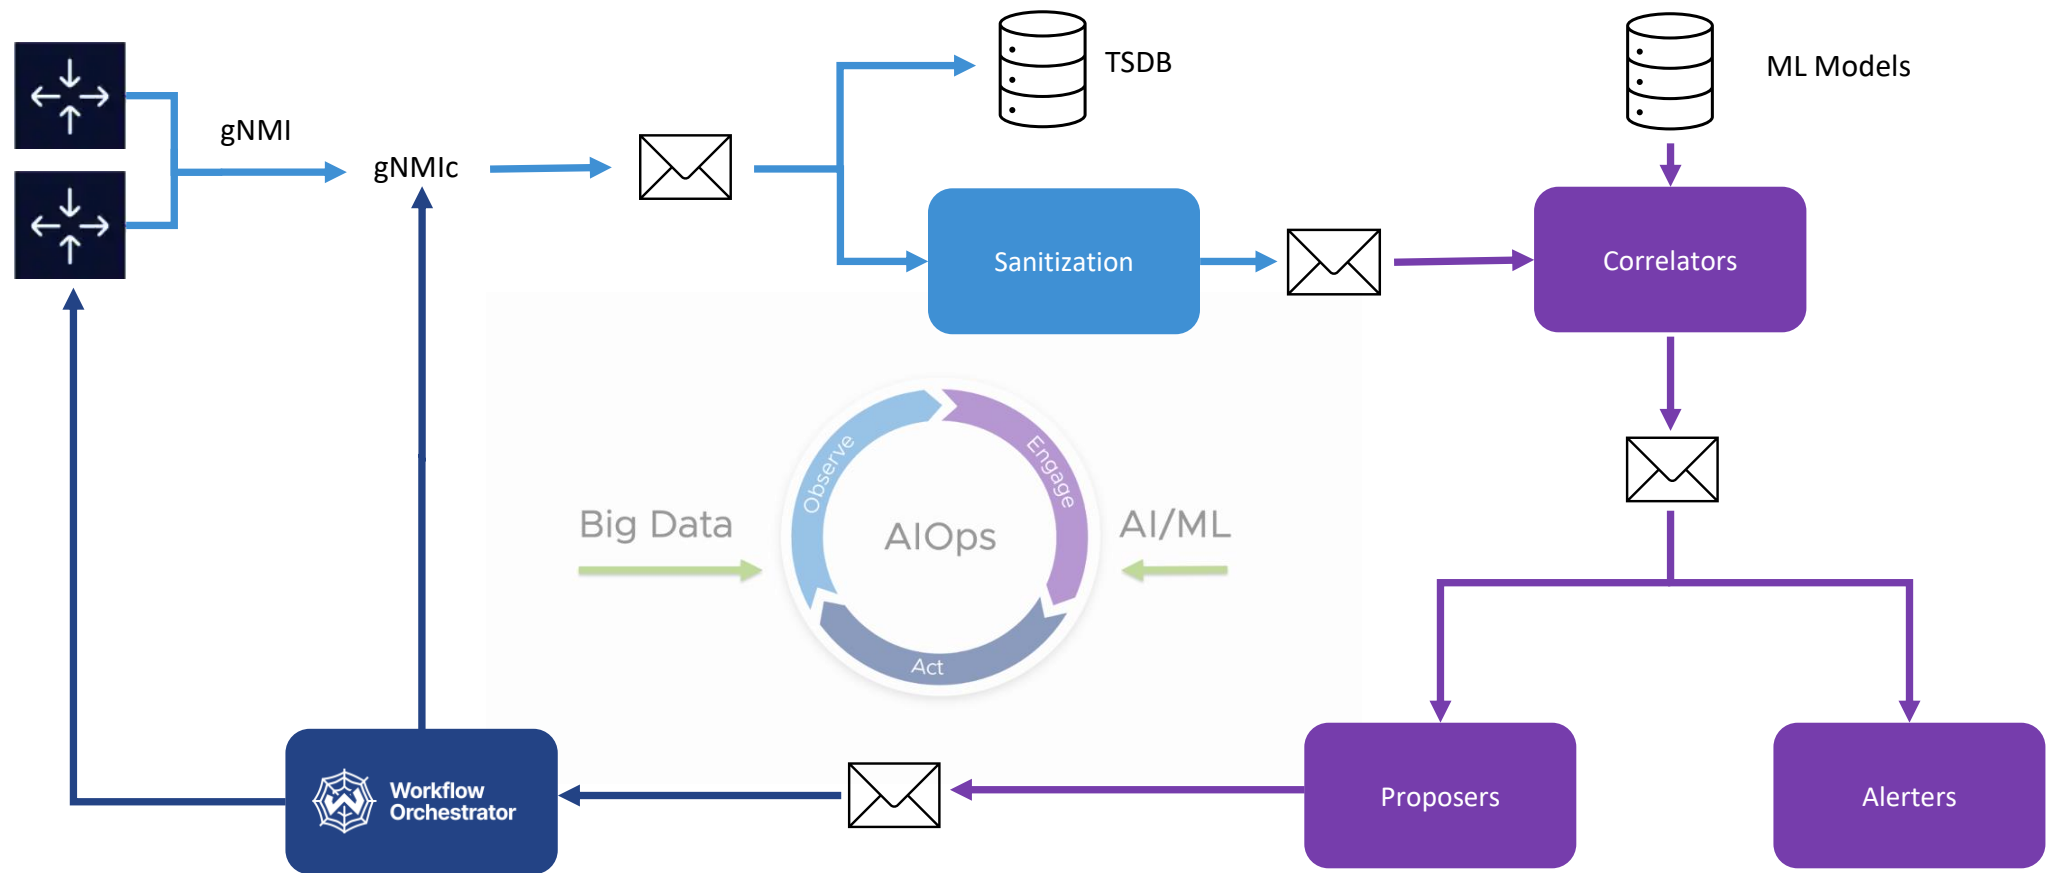 TSDB
ML Models
gNMI
gNMIc
Sanitization
Correlators
Observe
Engage
Big Data
AIOps
AI/ML
Act
Workflow
Orchestrator
Proposers
Alerters